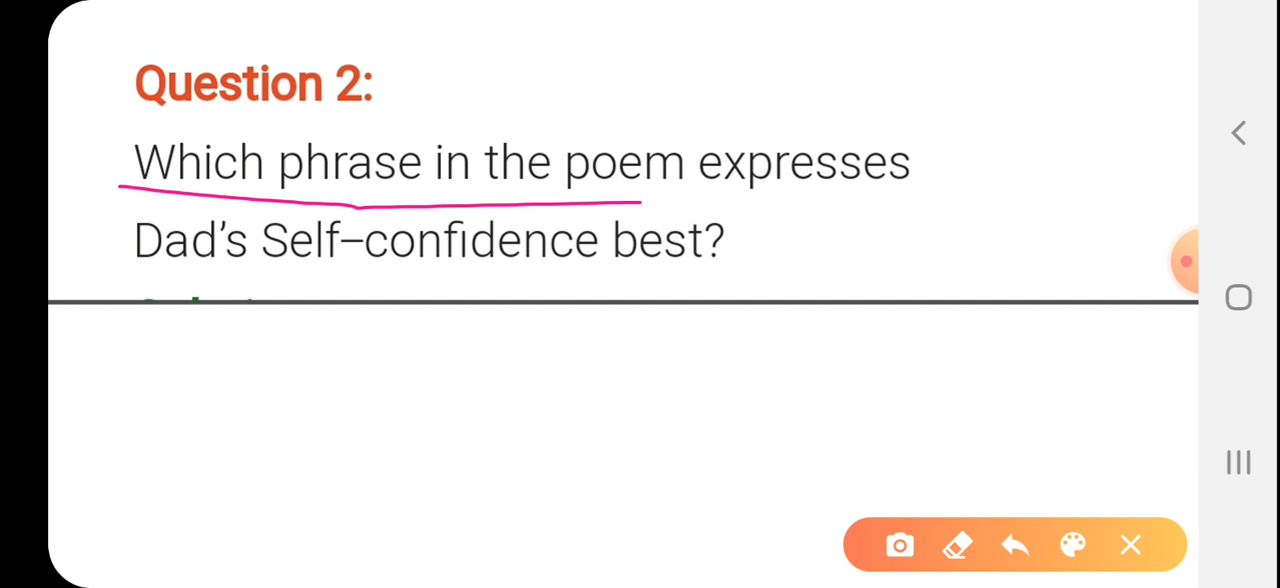 Question 2:
Which phrase in the poem expresses
Dad's Self–confidence best?